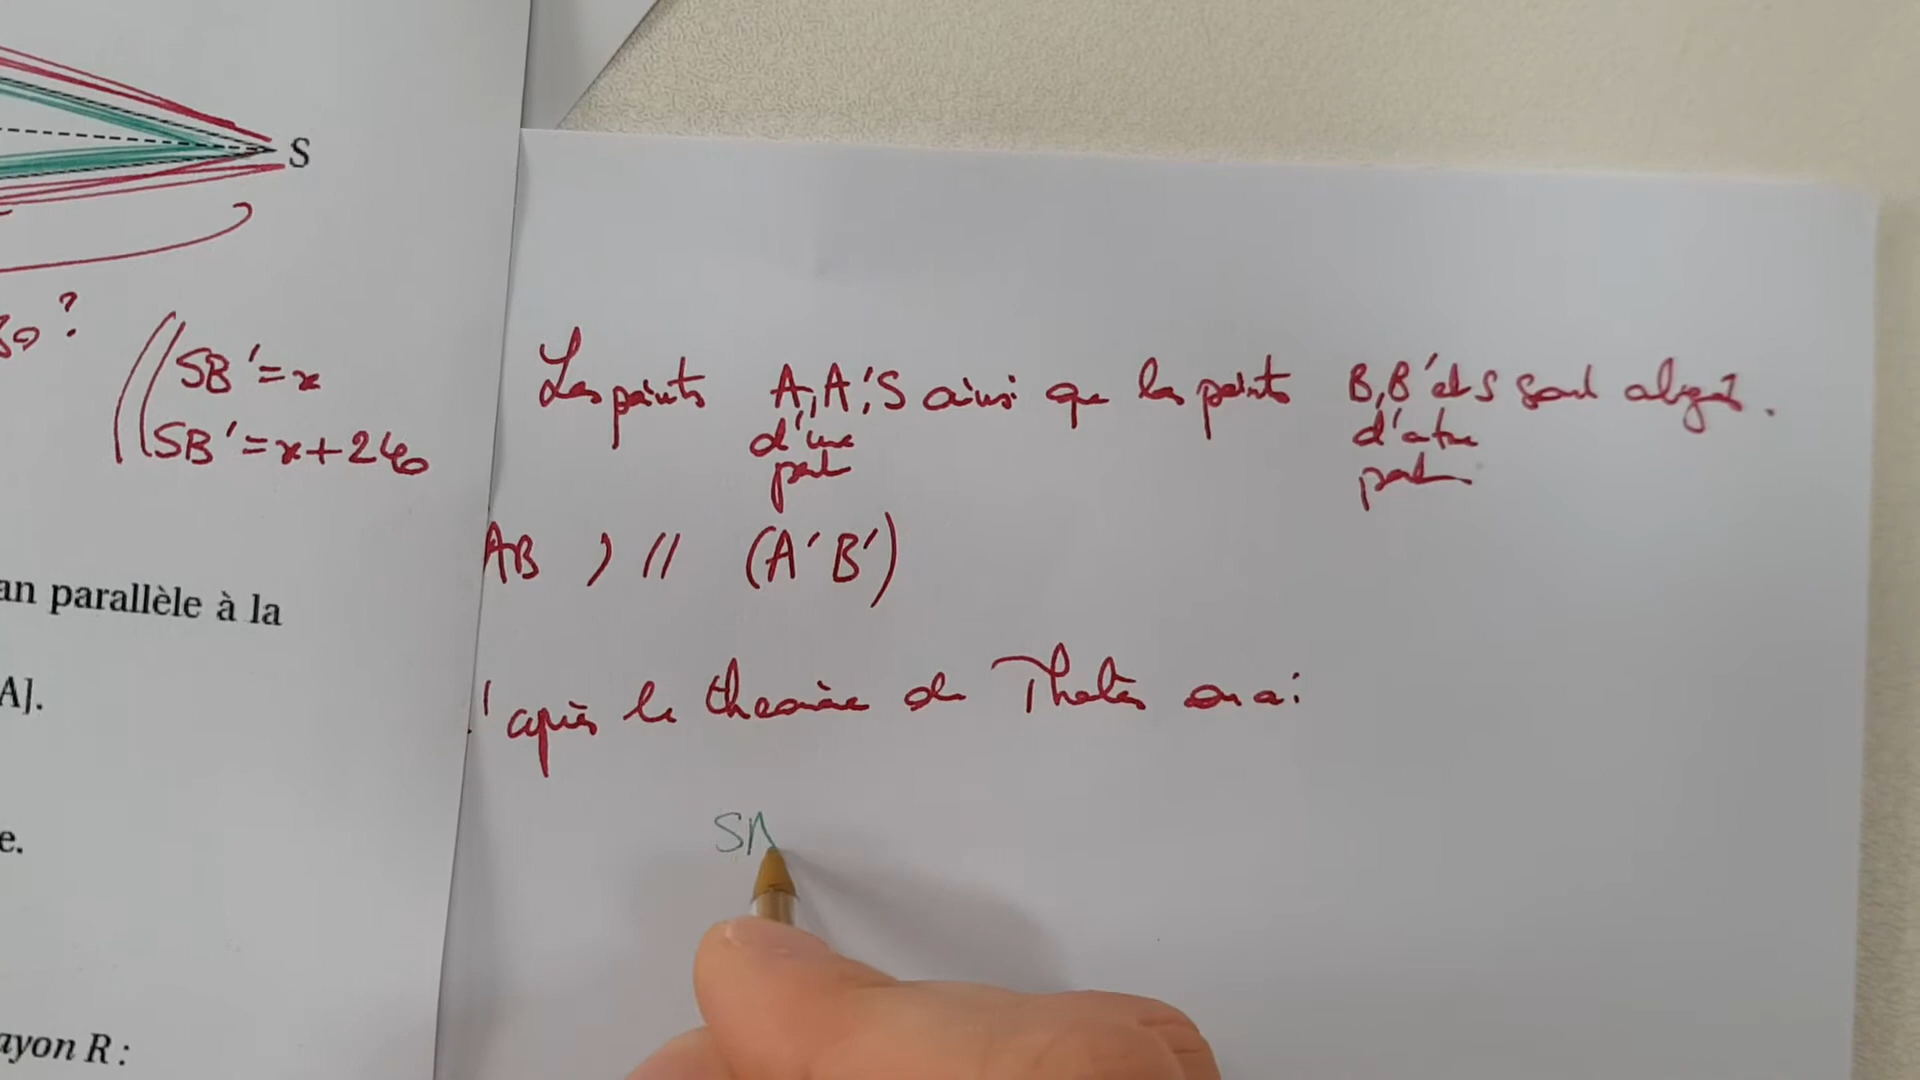 S
?
SB'=x
SB'=x+240
Les points A,A',S ainsi que les points B,B' et S sont alignés.
d'une part
d'autre part
AB ) // (A'B')
'après le théorème de Thalès on a:
SA
an parallèle à la
A].
e.
ayon R :